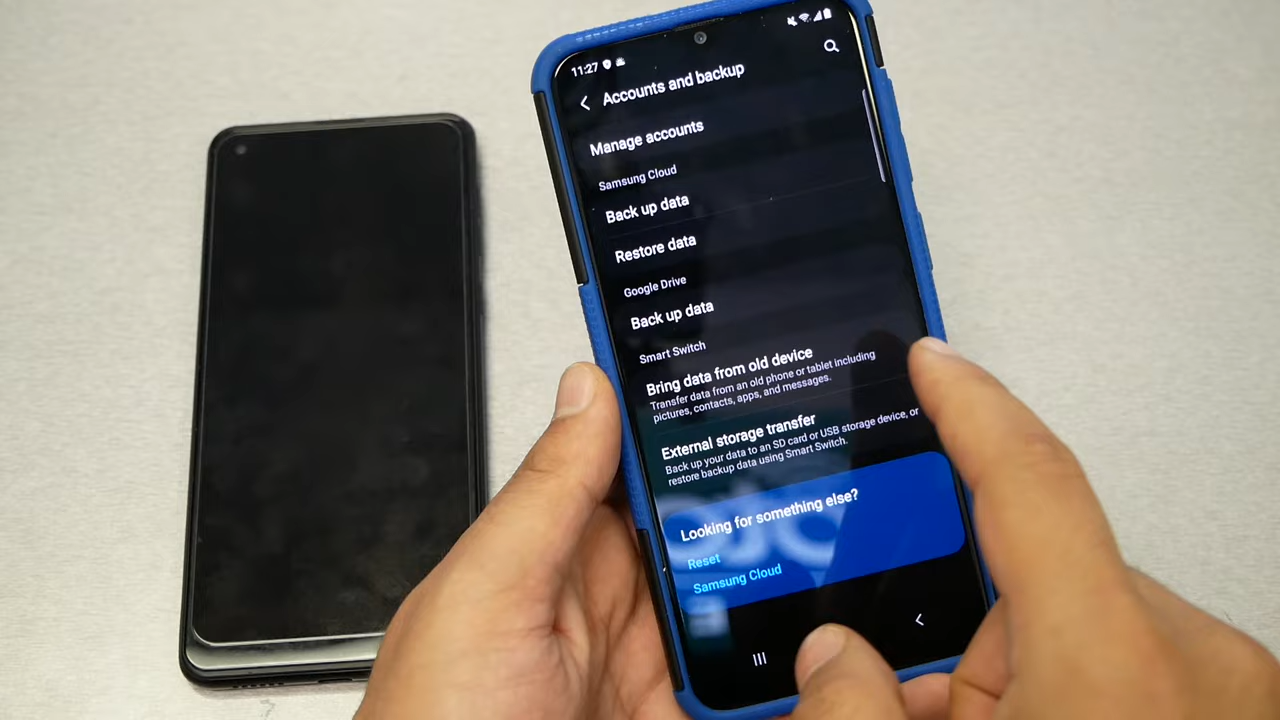 11:27
Accounts and backup
Manage accounts
Samsung Cloud
Back up data
Restore data
Google Drive
Back up data
Smart Switch
Bring data from old device
Transfer data from an old phone or tablet including
pictures, contacts, apps, and messages.
External storage transfer
Back up your data to an SD card or USB storage device, or
restore backup data using Smart Switch.
Looking for something else?
Reset
Samsung Cloud